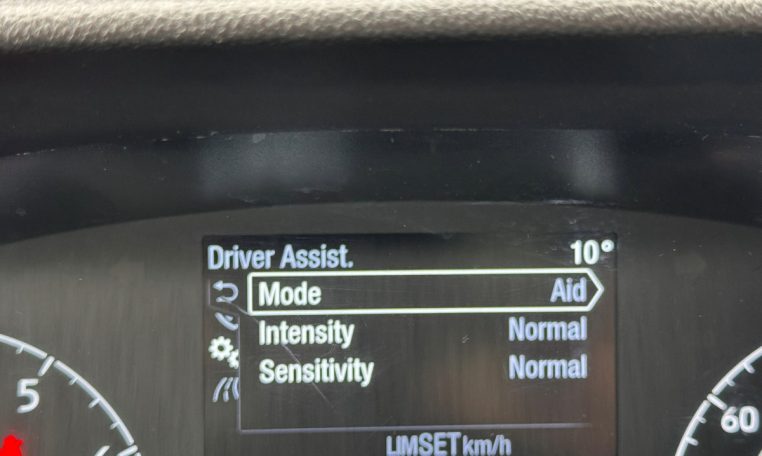 Driver Assist. 10°
Mode Aid
Intensity Normal
Sensitivity Normal
LIMSET km/h
5
60